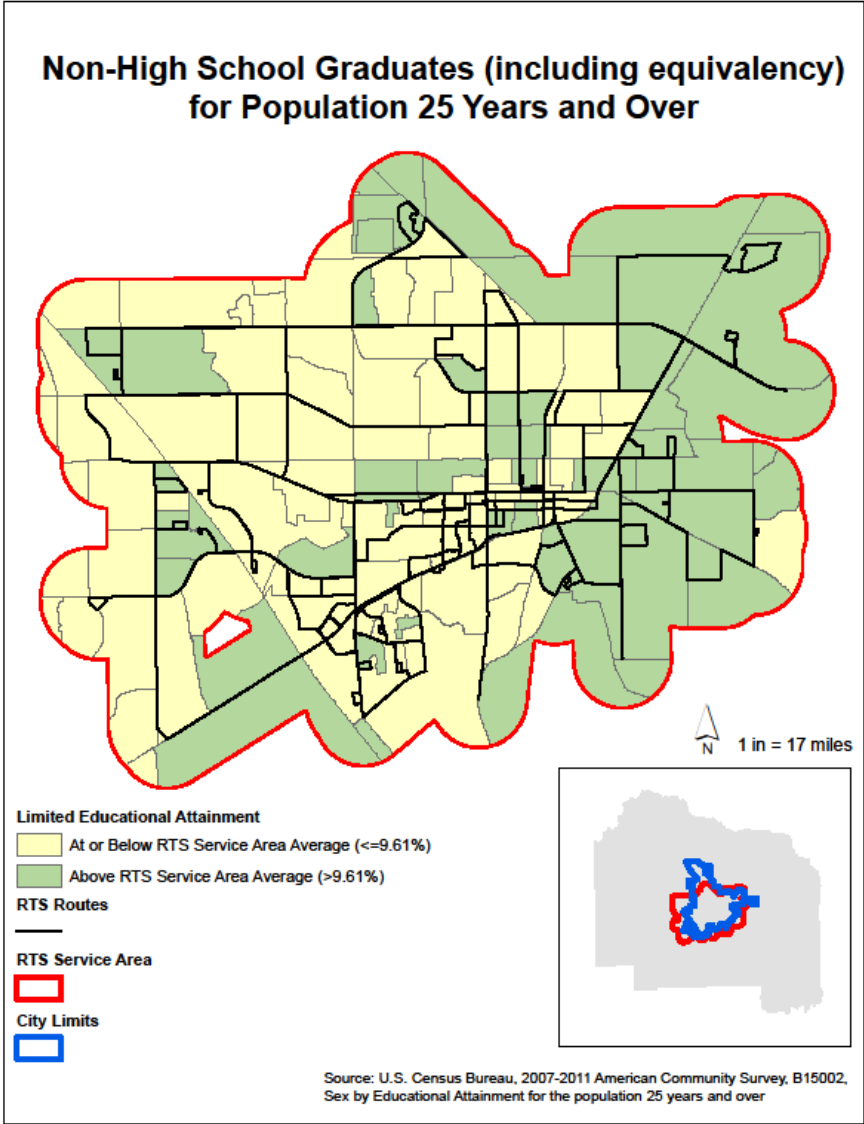 Non-High School Graduates (including equivalency)
for Population 25 Years and Over
N
1 in = 17 miles
Limited Educational Attainment
At or Below RTS Service Area Average (<=9.61%)
Above RTS Service Area Average (>9.61%)
RTS Routes
RTS Service Area
City Limits
Source: U.S. Census Bureau, 2007-2011 American Community Survey, B15002,
Sex by Educational Attainment for the population 25 years and over